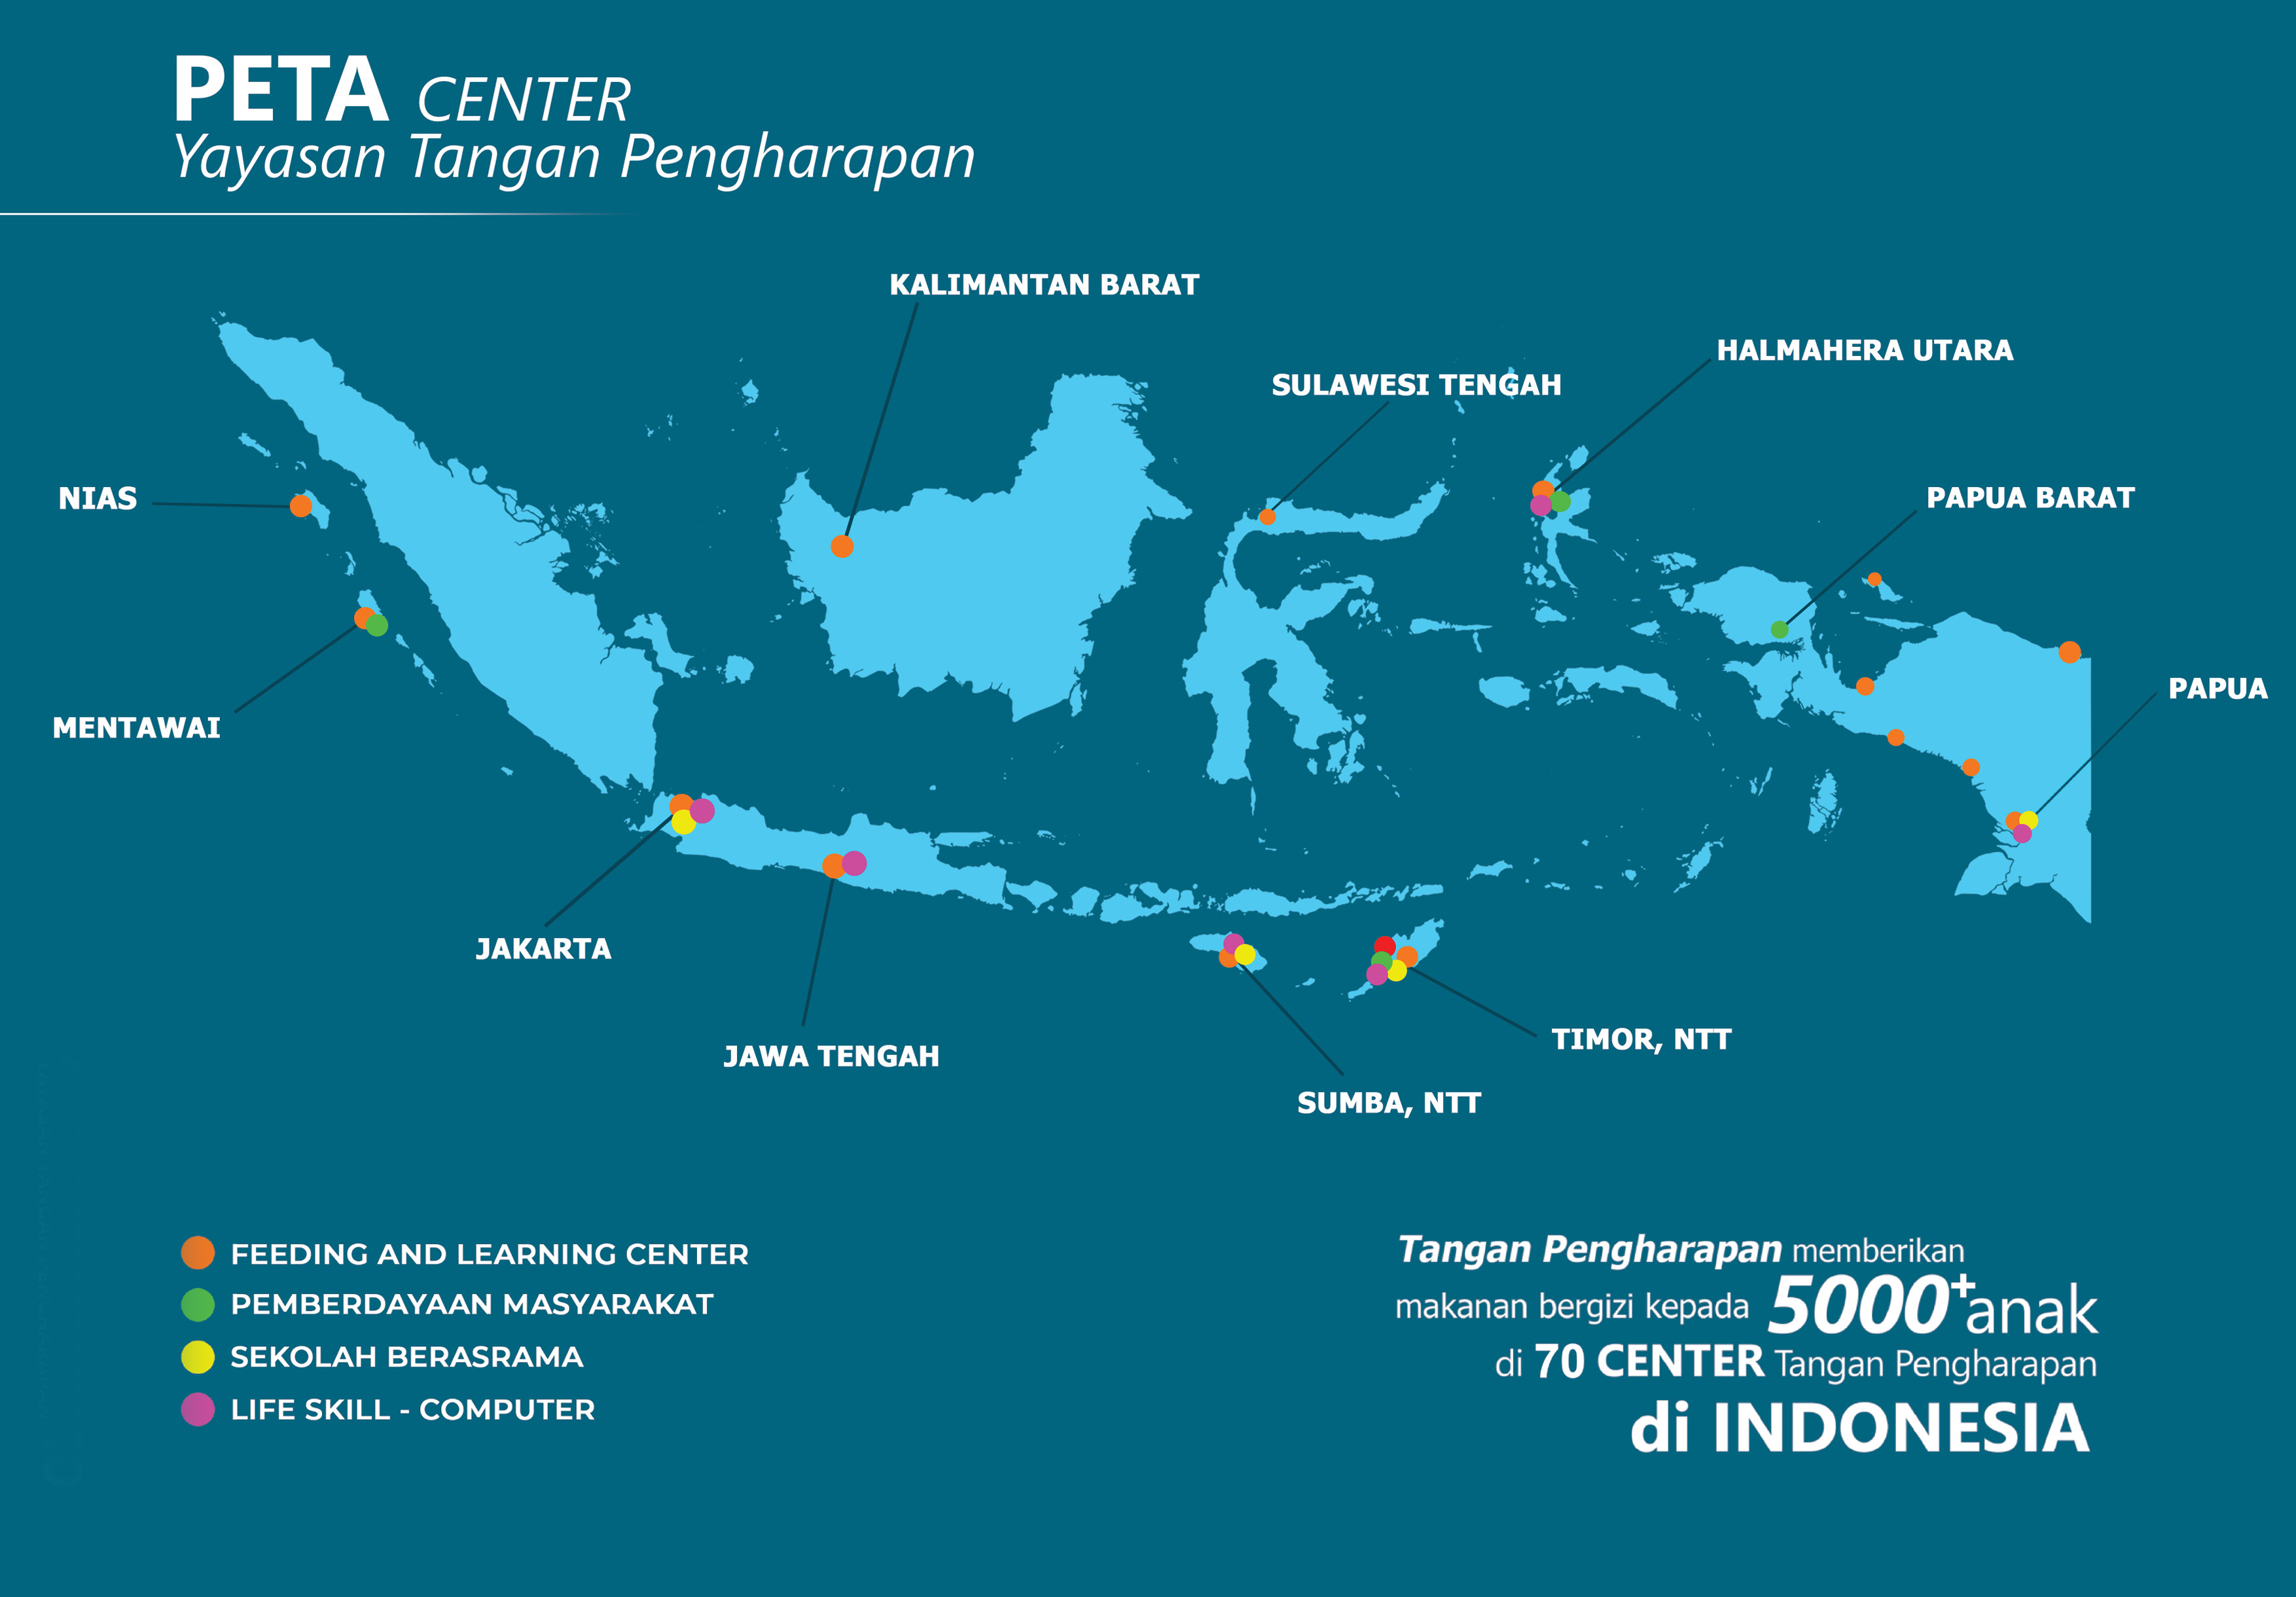 PETA CENTER
Yayasan Tangan Pengharapan
KALIMANTAN BARAT
HALMAHERA UTARA
SULAWESI TENGAH
NIAS
PAPUA BARAT
PAPUA
MENTAWAI
JAKARTA
JAWA TENGAH
TIMOR, NTT
SUMBA, NTT
FEEDING AND LEARNING CENTER
PEMBERDAYAAN MASYARAKAT
SEKOLAH BERASRAMA
LIFE SKILL - COMPUTER
Tangan Pengharapan memberikan
makanan bergizi kepada 5000+ anak
di 70 CENTER Tangan Pengharapan
di INDONESIA